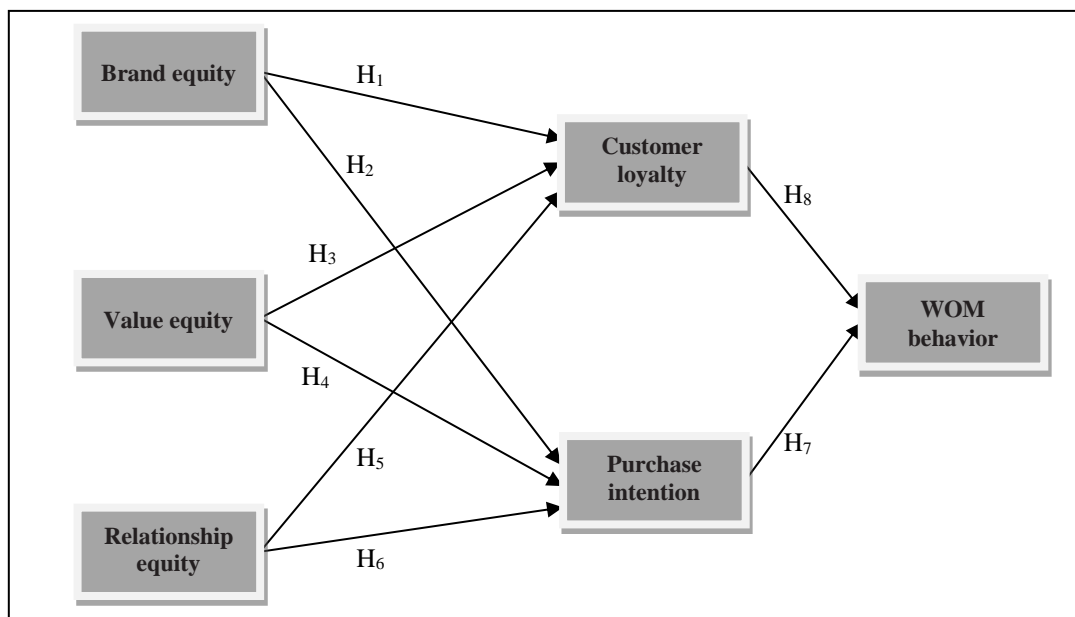 Brand equity
H₁
Customer
loyalty
H₂
H₈
H₃
Value equity
WOM
behavior
H₄
H₅
H₇
Purchase
intention
Relationship
equity
H₆